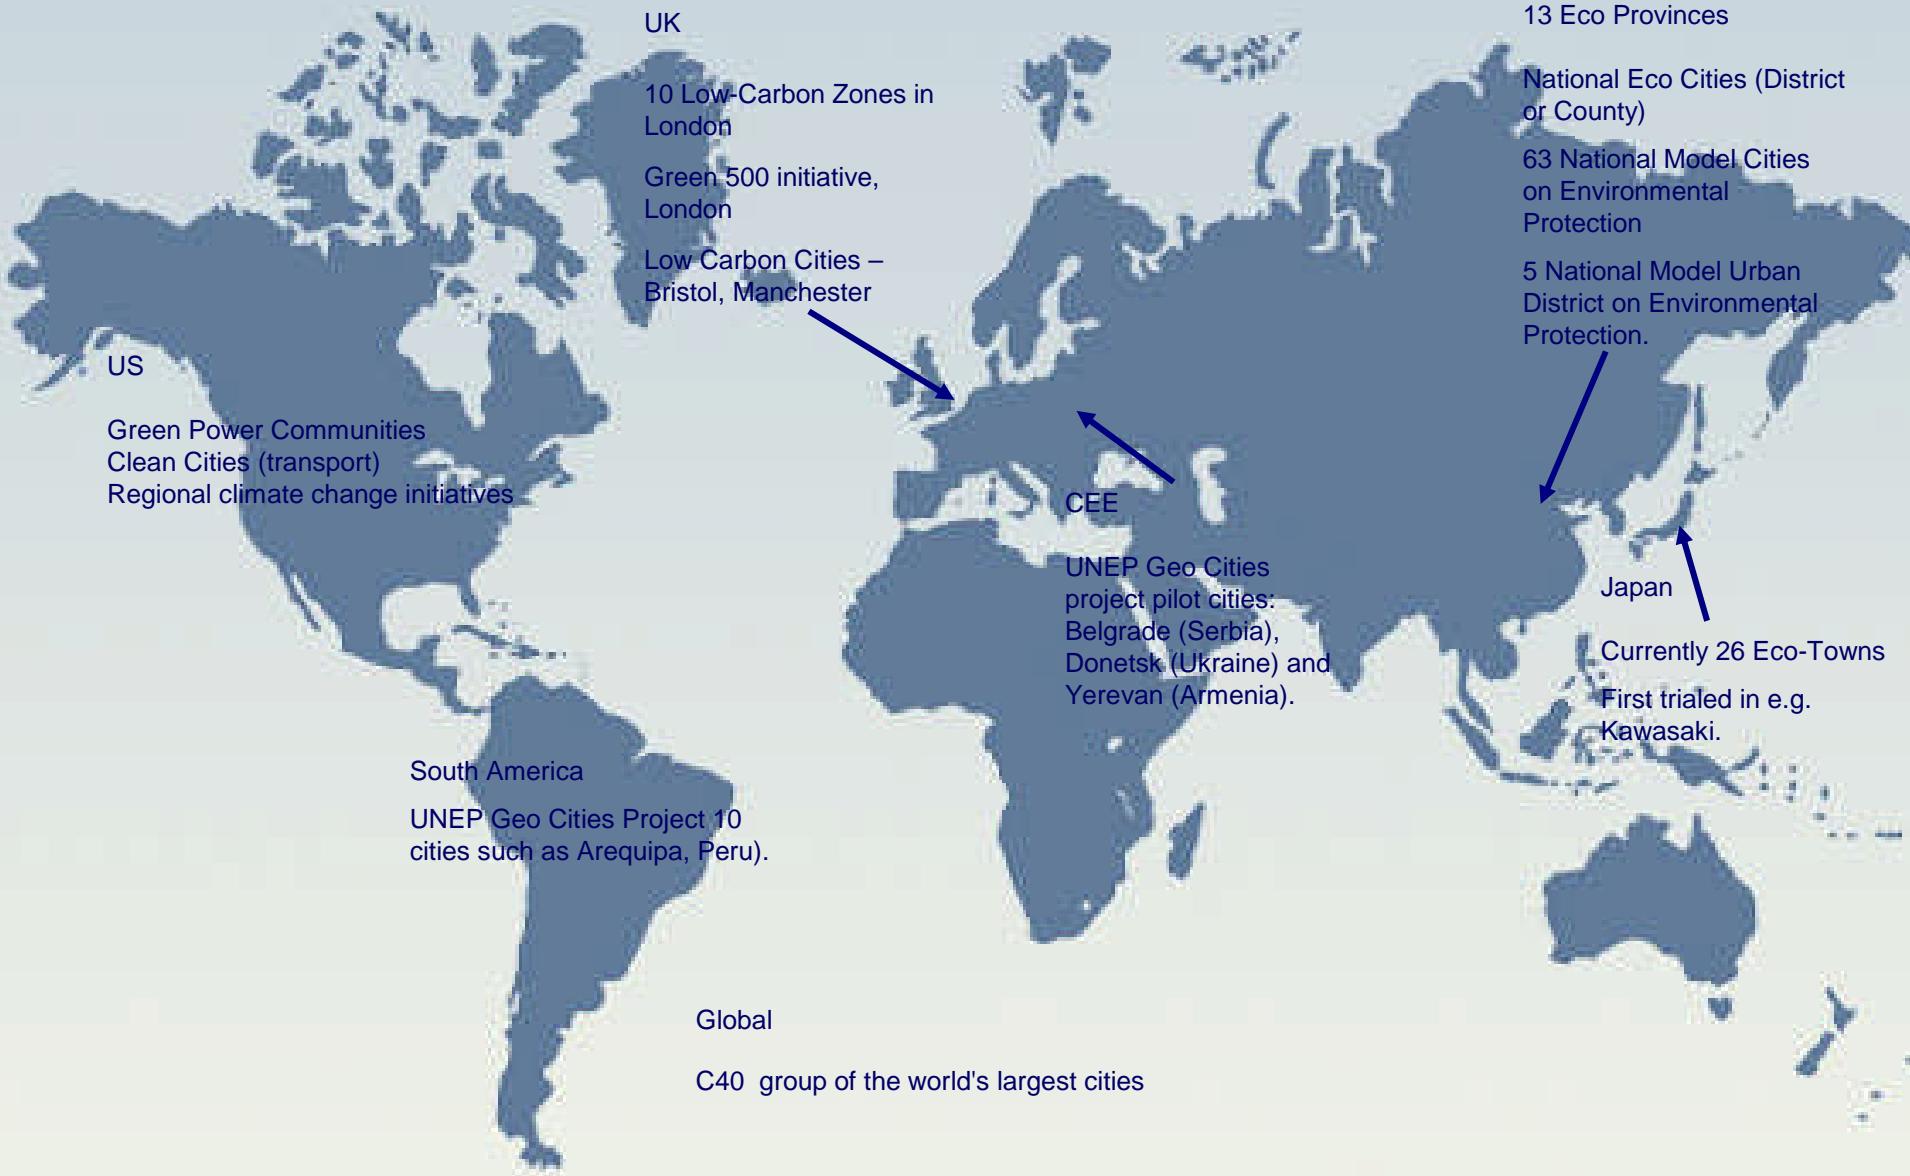 UK
10 Low-Carbon Zones in
London
Green 500 initiative,
London
Low Carbon Cities –
Bristol, Manchester
13 Eco Provinces
National Eco Cities (District
or County)
63 National Model Cities
on Environmental
Protection
5 National Model Urban
District on Environmental
Protection.
US
Green Power Communities
Clean Cities (transport)
Regional climate change initiatives
CEE
UNEP Geo Cities
project pilot cities:
Belgrade (Serbia),
Donetsk (Ukraine) and
Yerevan (Armenia).
Japan
Currently 26 Eco-Towns
First trialed in e.g.
Kawasaki.
South America
UNEP Geo Cities Project 10
cities such as Arequipa, Peru).
Global
C40  group of the world's largest cities